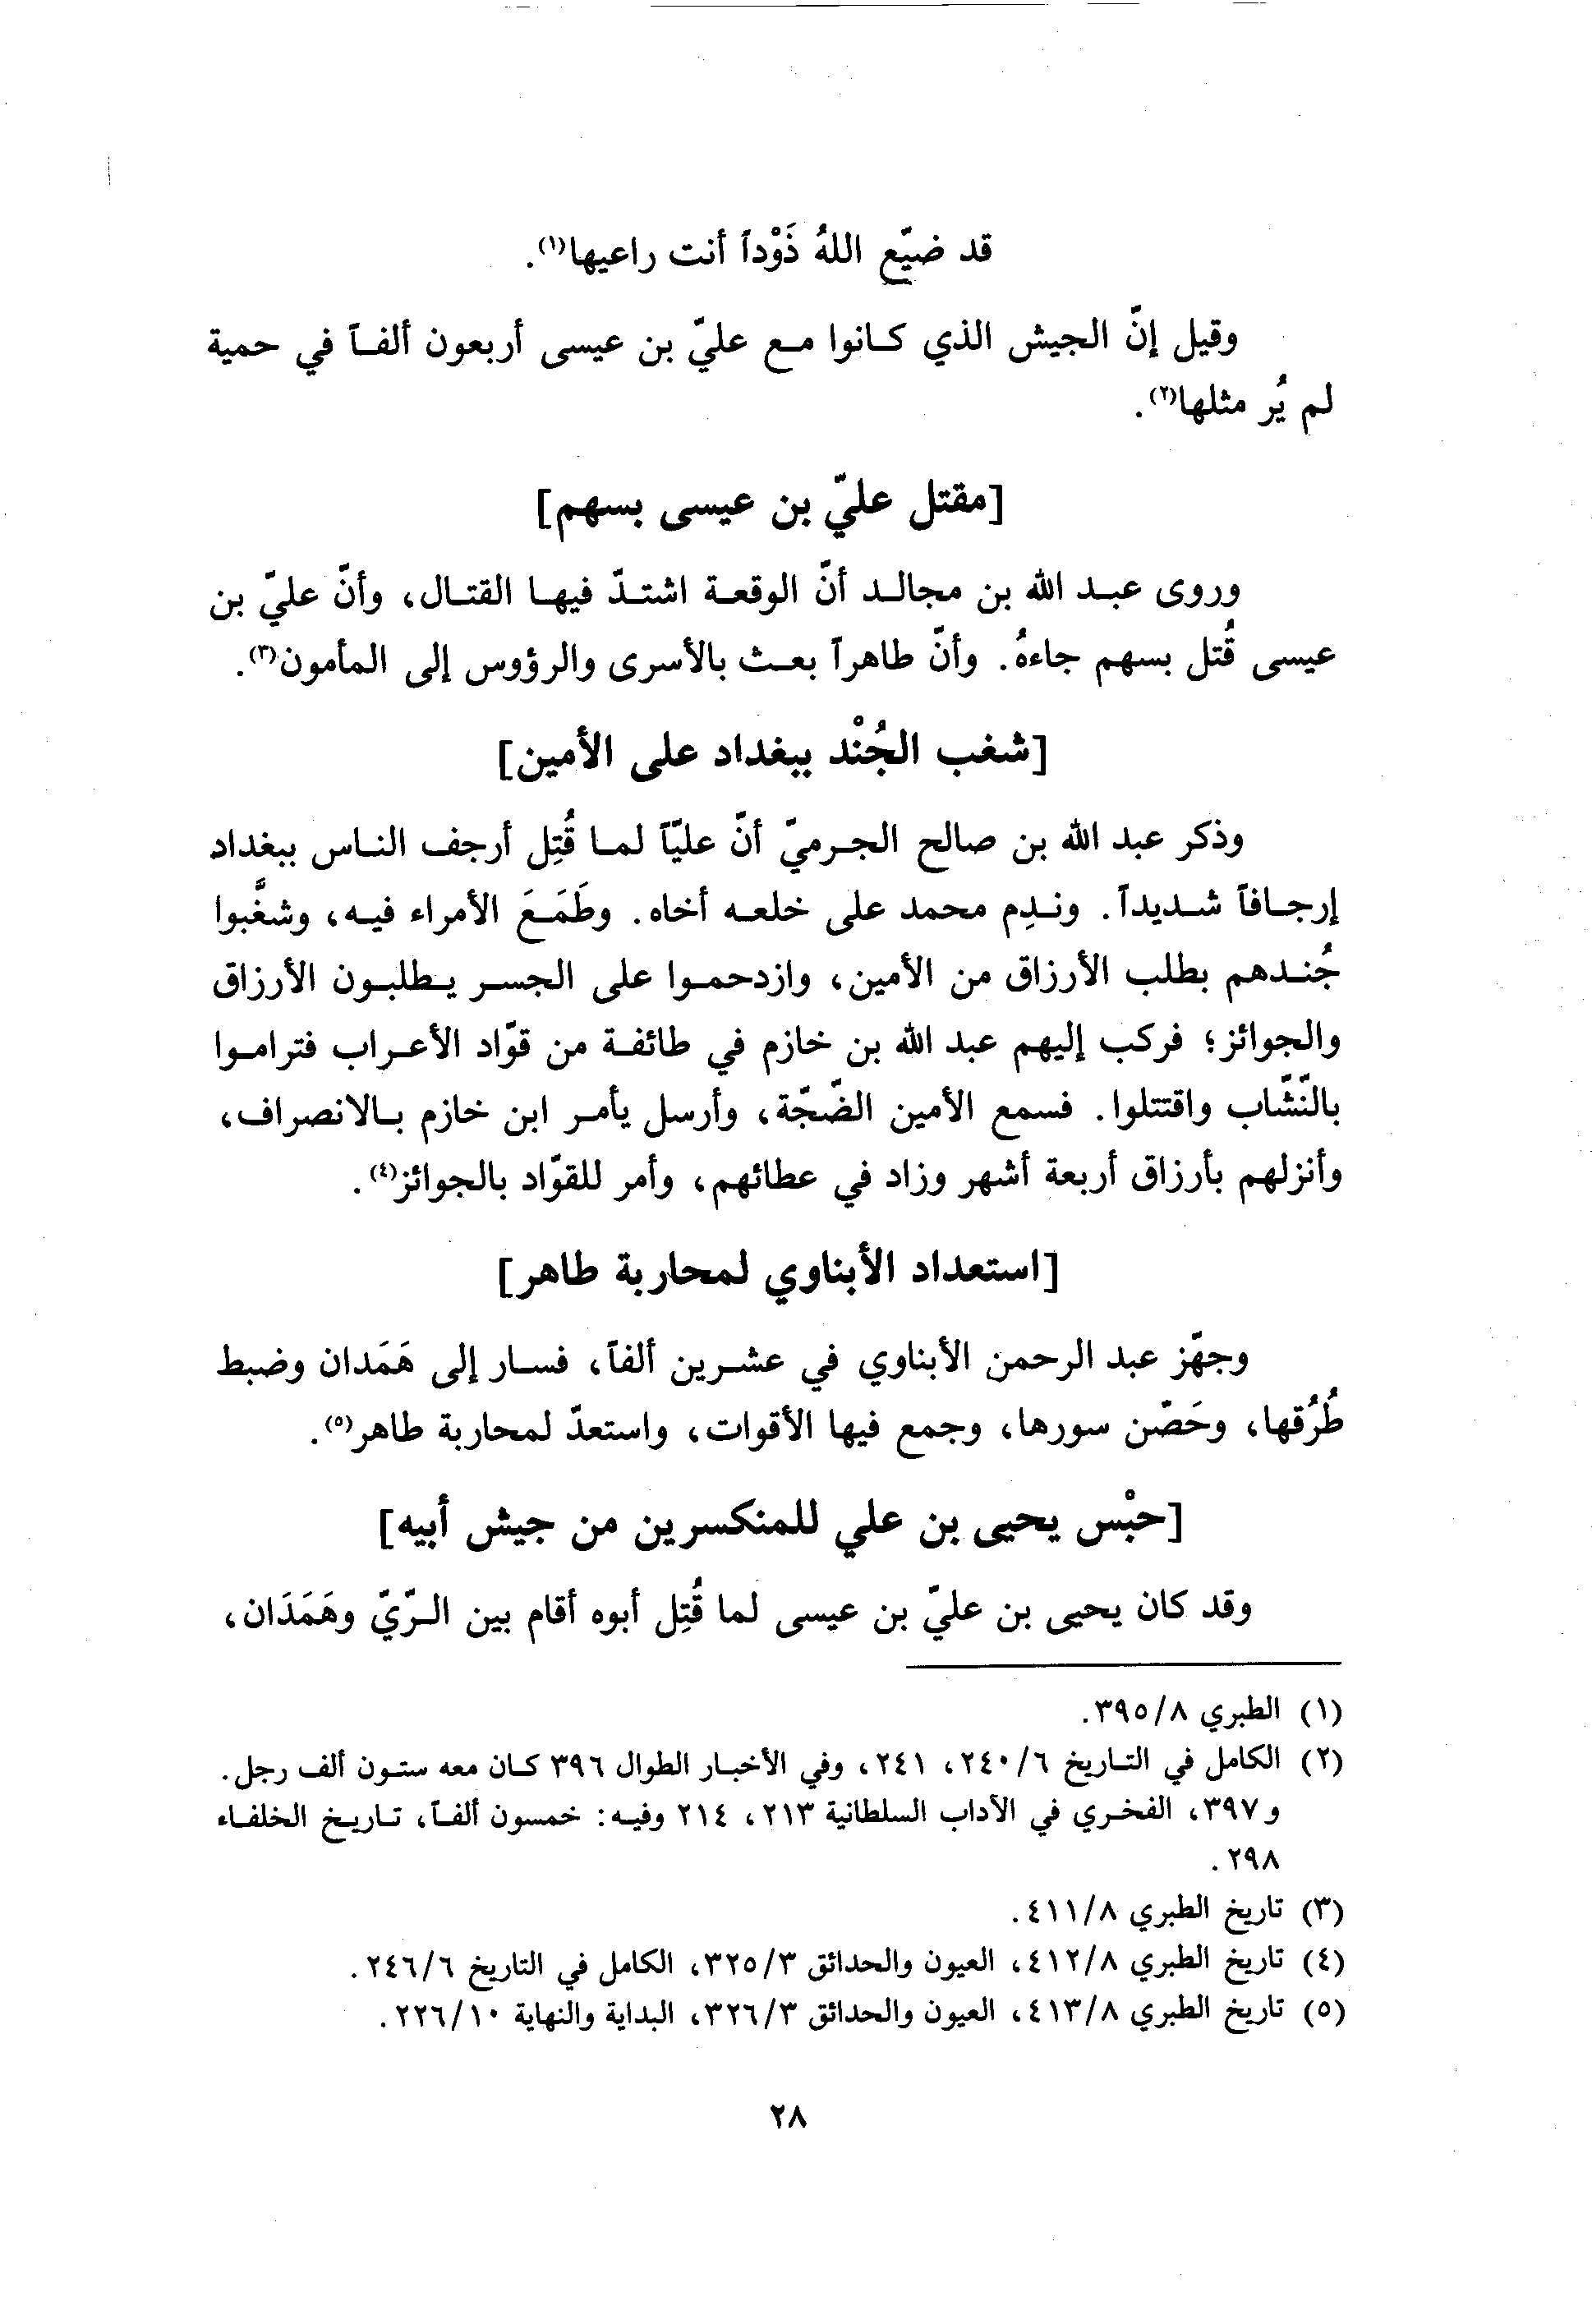 قد ضيّع اللهُ ذَوْداً أنت راعيها(١).
وقيل إنّ الجيش الذي كانوا مع عليّ بن عيسى أربعون ألفاً في حمية
لم يُر مثلها(٢).
[مقتل عليّ بن عيسى بسهم]
وروى عبد الله بن مجالد أنّ الوقعة اشتدّ فيها القتال، وأنّ عليّ بن
عيسى قُتل بسهم جاءهُ. وأنّ طاهراً بعث بالأسرى والرؤوس إلى المأمون(٣).
[شغب الجُنْد ببغداد على الأمين]
وذكر عبد الله بن صالح الجرميّ أنّ عليّاً لما قُتِل أرجف الناس ببغداد
إرجافاً شديداً. وندِم محمد على خلعه أخاه. وطَمَعَ الأمراء فيه، وشغَّبوا
جُندهم بطلب الأرزاق من الأمين، وازدحموا على الجسر يطلبون الأرزاق
والجوائز؛ فركب إليهم عبد الله بن خازم في طائفة من قوّاد الأعراب فتراموا
بالنّشّاب واقتتلوا. فسمع الأمين الضّجّة، وأرسل يأمر ابن خازم بالانصراف،
وأنزلهم بأرزاق أربعة أشهر وزاد في عطائهم، وأمر للقوّاد بالجوائز(٤).
[استعداد الأبناوي لمحاربة طاهر]
وجهّز عبد الرحمن الأبناوي في عشرين ألفاً، فسار إلى هَمَدان وضبط
طُرُقها، وحَصّن سورها، وجمع فيها الأقوات، واستعدّ لمحاربة طاهر(٥).
[حبْس يحيى بن علي للمنكسرين من جيش أبيه]
وقد كان يحيى بن عليّ بن عيسى لما قُتِل أبوه أقام بين الرّيّ وهَمَدَان،
(١) الطبري ٣٩٥/٨.
(٢) الكامل في التاريخ ٢٤٠/٦، ٢٤١، وفي الأخبار الطوال ٣٩٦ كان معه ستون ألف رجل.
و٣٩٧، الفخري في الآداب السلطانية ٢١٣، ٢١٤ وفيه: خمسون ألفاً، تاريخ الخلفاء
٢٩٨.
(٣) تاريخ الطبري ٤١١/٨.
(٤) تاريخ الطبري ٤١٢/٨، العيون والحدائق ٣٢٥/٣، الكامل في التاريخ ٢٤٦/٦.
(٥) تاريخ الطبري ٤١٣/٨، العيون والحدائق ٣٢٦/٣، البداية والنهاية ٢٢٦/١٠.
٢٨